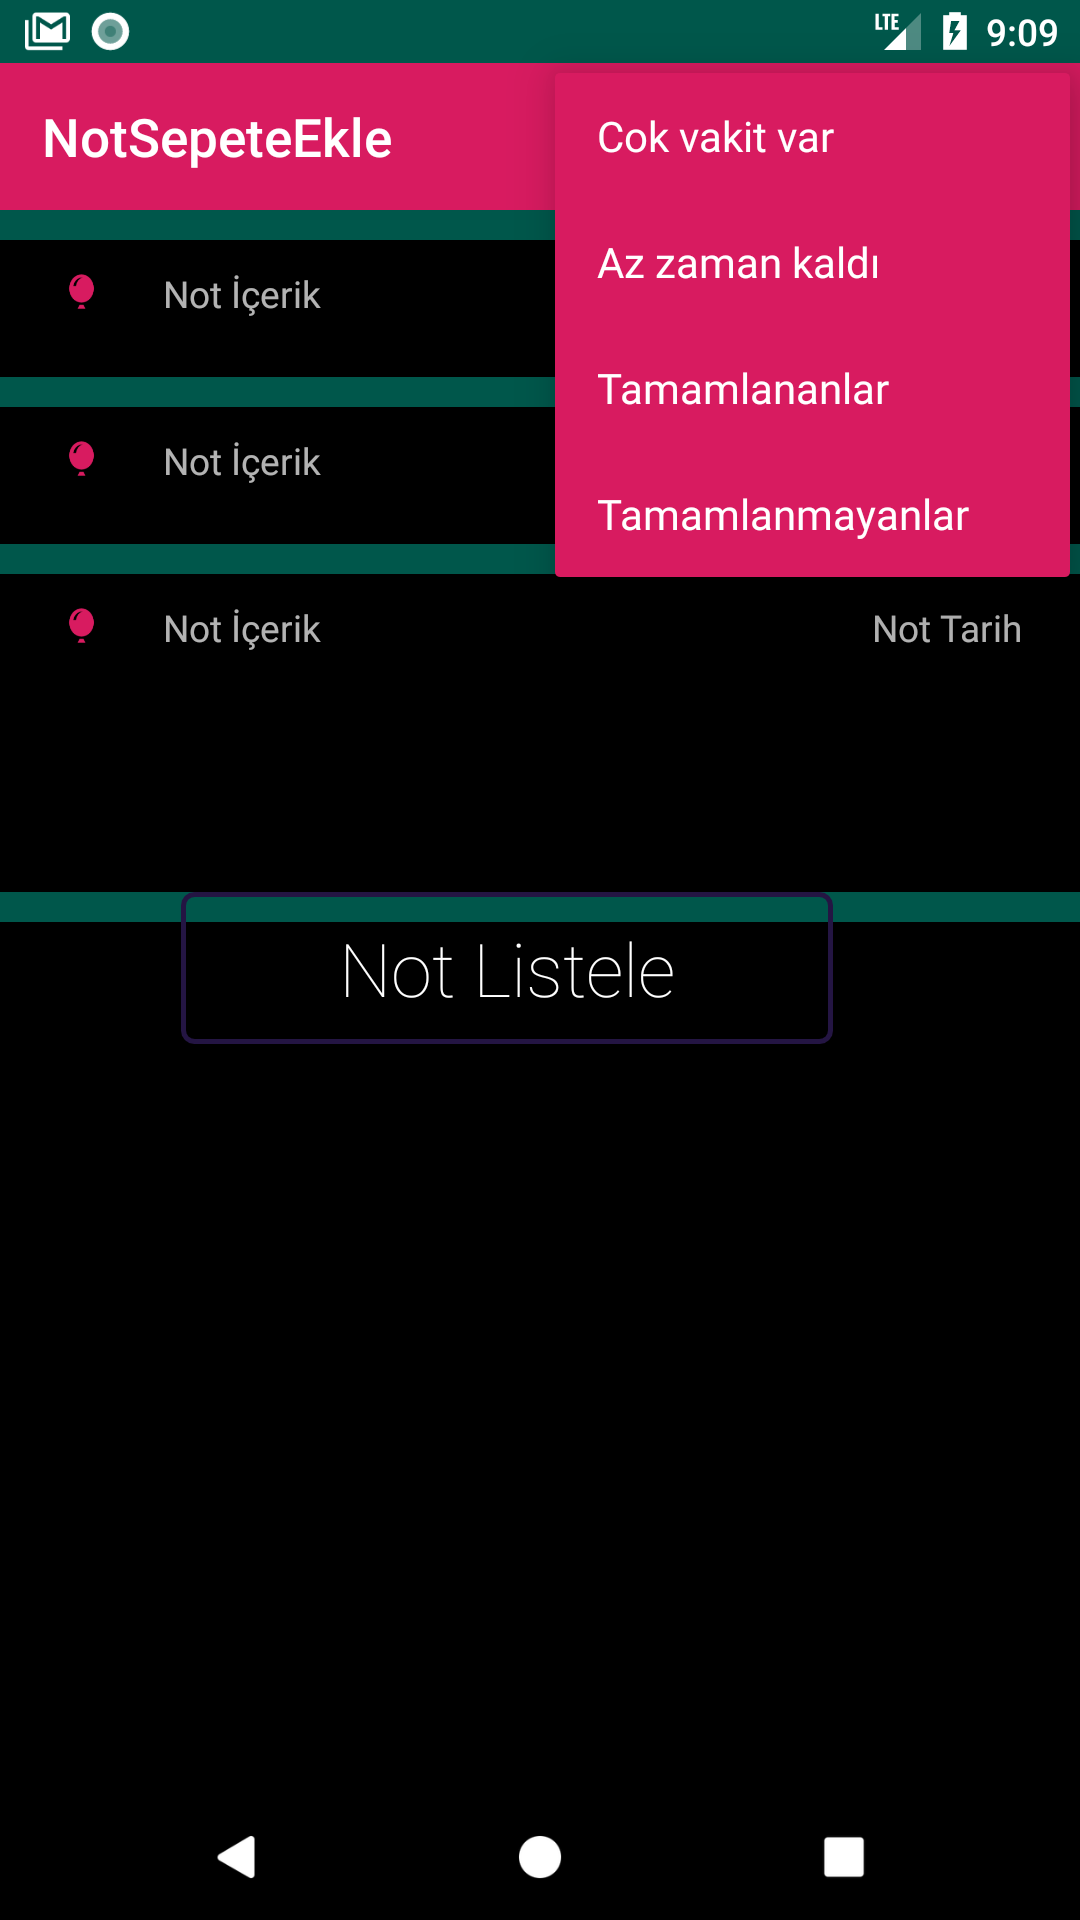 LTE 9:09
NotSepeteEkle
Cok vakit var
Az zaman kaldı
Tamamlananlar
Tamamlanmayanlar
Not İçerik
Not İçerik
Not İçerik Not Tarih
Not Listele